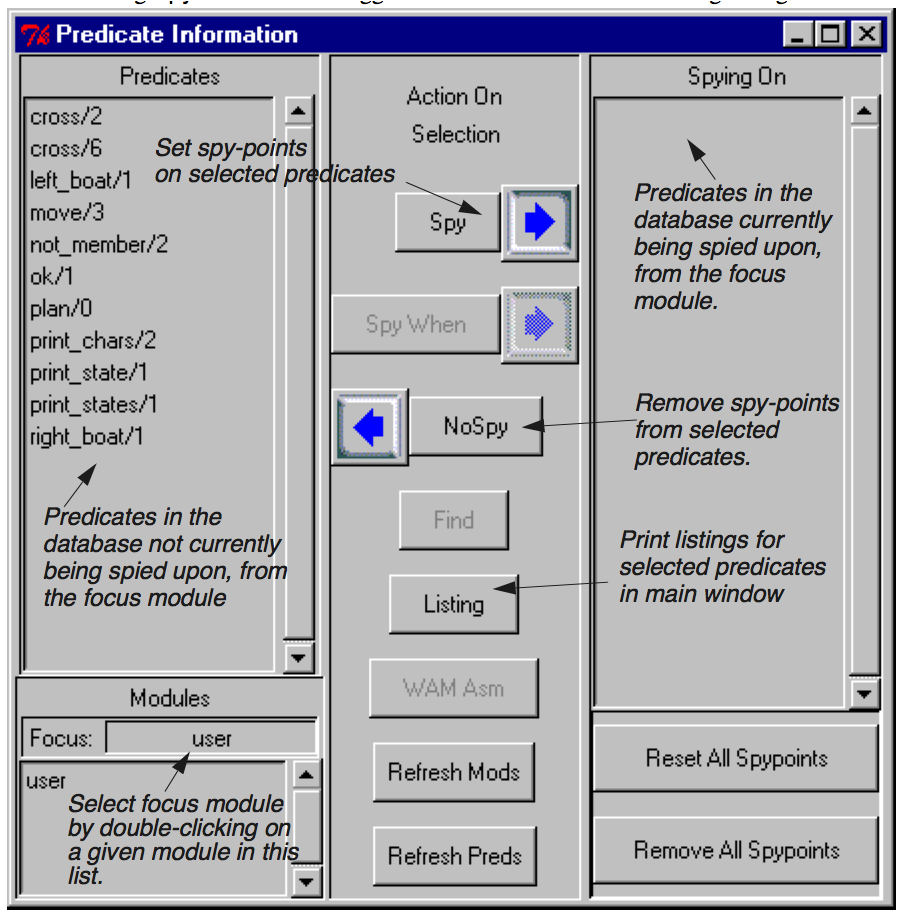 Predicate Information
Predicates
cross/2
cross/6
left_boat/1
move/3
not_member/2
ok/1
plan/0
print_chars/2
print_state/1
print_states/1
right_boat/1
Set spy-points
on selected predicates
Predicates in the
database not currently
being spied upon, from
the focus module
Modules
Focus:
user
user
Select focus module
by double-clicking on
a given module in this
list.
Action On
Selection
Spy
Spy When
NoSpy
Find
Listing
WAM Asm
Refresh Mods
Refresh Preds
Spying On
Predicates in the
database currently
being spied upon,
from the focus
module.
Remove spy-points
from selected
predicates.
Print listings for
selected predicates
in main window
Reset All Spypoints
Remove All Spypoints